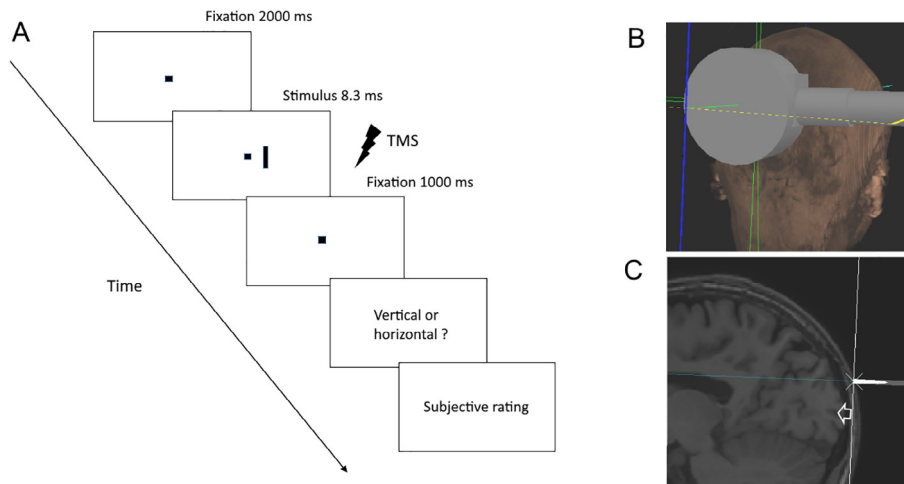 A
Fixation 2000 ms
Stimulus 8.3 ms
TMS
Fixation 1000 ms
Time
Vertical or
horizontal ?
Subjective rating
B
C